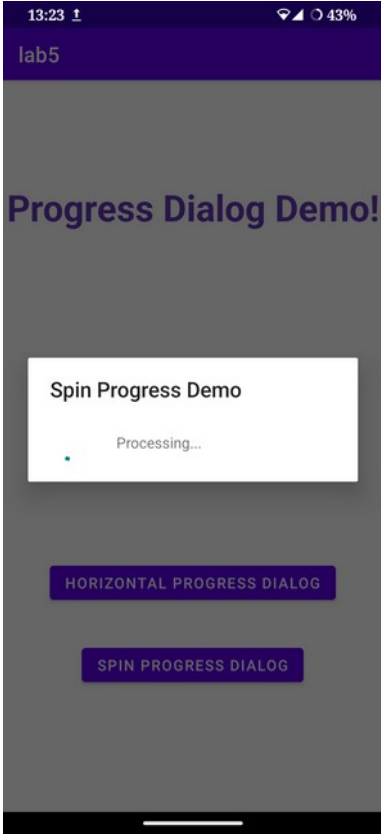 13:23
43%
lab5
Progress Dialog Demo!
Spin Progress Demo
Processing...
HORIZONTAL PROGRESS DIALOG
SPIN PROGRESS DIALOG